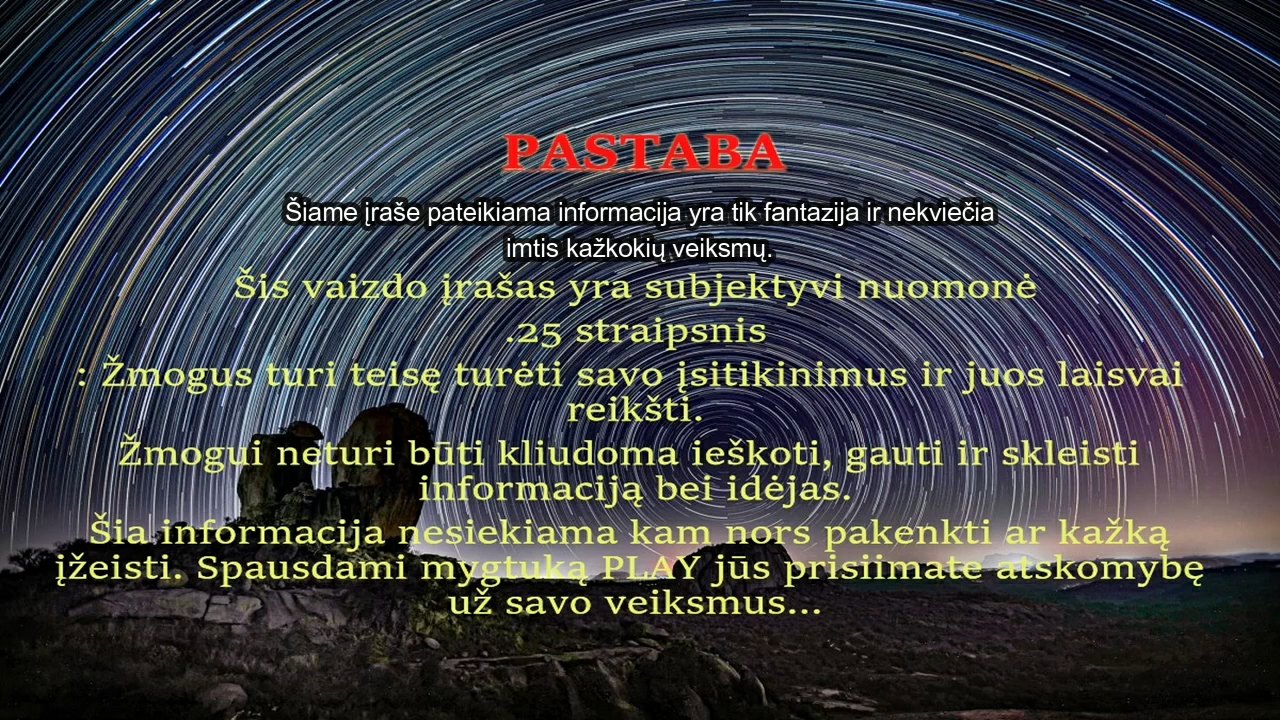 PASTABA
Šiame įraše pateikiama informacija yra tik fantazija ir nekviečia
imtis kažkokių veiksmų.
Šis vaizdo įrašas yra subjektyvi nuomonė
.25 straipsnis
: Žmogus turi teisę turėti savo įsitikinimus ir juos laisvai
reikšti.
Žmogui neturi būti kliudoma ieškoti, gauti ir skleisti
informaciją bei idėjas.
Šia informacija nesiekiama kam nors pakenkti ar kažką
įžeisti. Spausdami mygtuką PLAY jūs prisiimate atskomybę
už savo veiksmus...